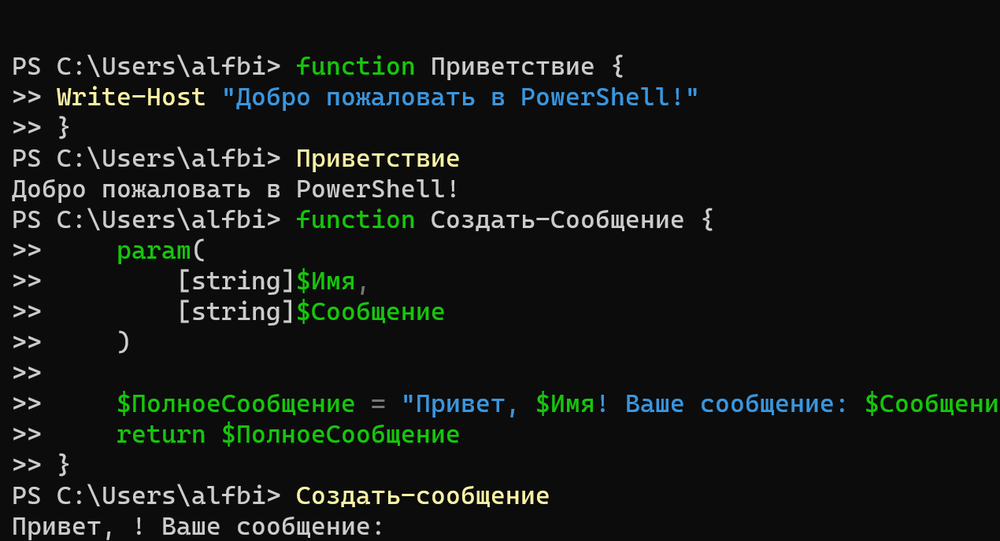 PS C:\Users\alfbi> function Приветствие {
>> Write-Host "Добро пожаловать в PowerShell!"
>> }
PS C:\Users\alfbi> Приветствие
Добро пожаловать в PowerShell!
PS C:\Users\alfbi> function Создать-Сообщение {
>>     param(
>>         [string]$Имя,
>>         [string]$Сообщение
>>     )
>>
>>     $ПолноеСообщение = "Привет, $Имя! Ваше сообщение: $Сообщени
>>     return $ПолноеСообщение
>> }
PS C:\Users\alfbi> Создать-сообщение
Привет, ! Ваше сообщение: